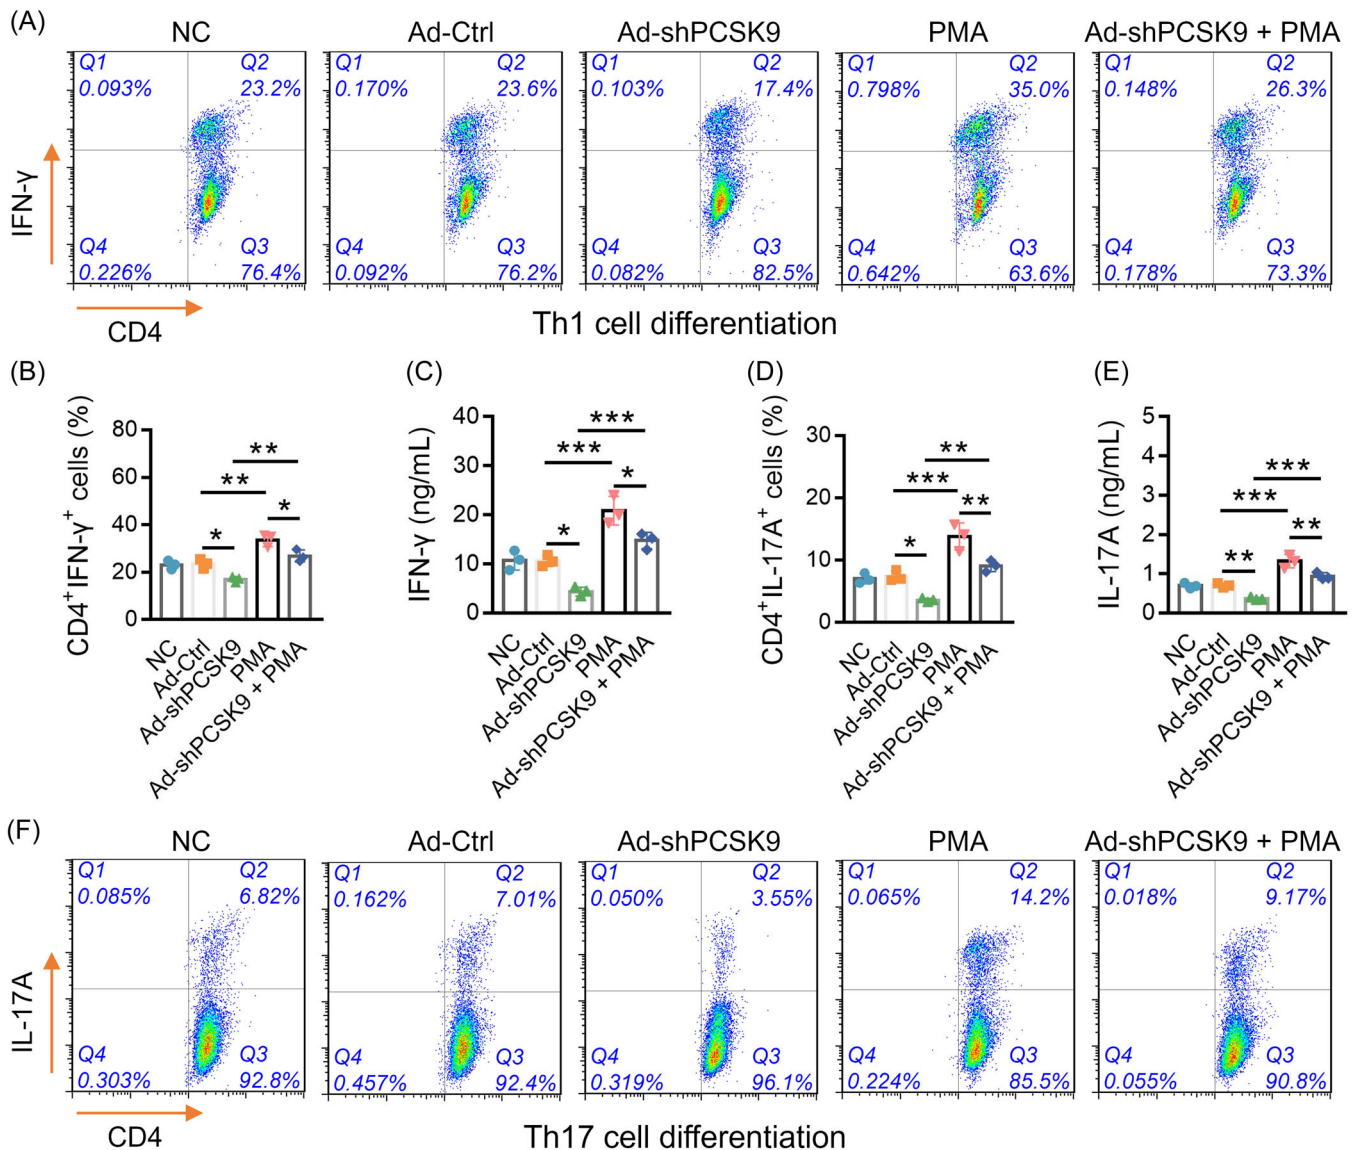 (A)
NC Ad-Ctrl Ad-shPCSK9 PMA Ad-shPCSK9 + PMA
Q1 Q2 Q1 Q2 Q1 Q2 Q1 Q2 Q1 Q2
0.093% 23.2% 0.170% 23.6% 0.103% 17.4% 0.798% 35.0% 0.148% 26.3%
IFN-γ
Q4 Q3 Q4 Q3 Q4 Q3 Q4 Q3 Q4 Q3
0.226% 76.4% 0.092% 76.2% 0.082% 82.5% 0.642% 63.6% 0.178% 73.3%
CD4
Th1 cell differentiation
(B)
CD4+IFN-γ+ cells (%)
80
60
40
20
0
**
**
*
*
NC
Ad-Ctrl
Ad-shPCSK9
PMA
Ad-shPCSK9 + PMA
(C)
IFN-γ (ng/mL)
40
30
20
10
0
***
***
*
*
NC
Ad-Ctrl
Ad-shPCSK9
PMA
Ad-shPCSK9 + PMA
(D)
CD4+IL-17A+ cells (%)
30
20
10
0
**
***
**
*
NC
Ad-Ctrl
Ad-shPCSK9
PMA
Ad-shPCSK9 + PMA
(E)
IL-17A (ng/mL)
5
4
3
2
1
0
***
***
**
**
NC
Ad-Ctrl
Ad-shPCSK9
PMA
Ad-shPCSK9 + PMA
(F)
NC Ad-Ctrl Ad-shPCSK9 PMA Ad-shPCSK9 + PMA
Q1 Q2 Q1 Q2 Q1 Q2 Q1 Q2 Q1 Q2
0.085% 6.82% 0.162% 7.01% 0.050% 3.55% 0.065% 14.2% 0.018% 9.17%
IL-17A
Q4 Q3 Q4 Q3 Q4 Q3 Q4 Q3 Q4 Q3
0.303% 92.8% 0.457% 92.4% 0.319% 96.1% 0.224% 85.5% 0.055% 90.8%
CD4
Th17 cell differentiation